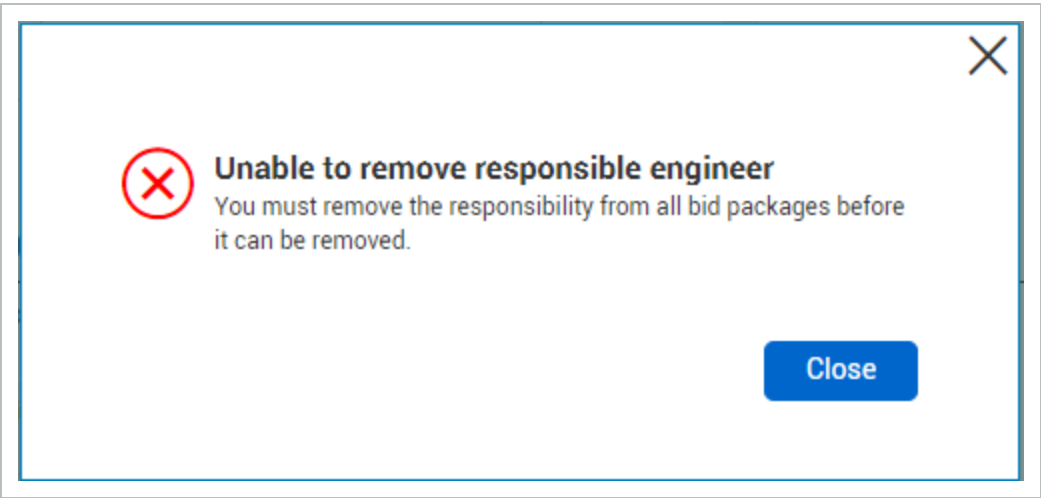 Unable to remove responsible engineer
You must remove the responsibility from all bid packages before
it can be removed.
Close